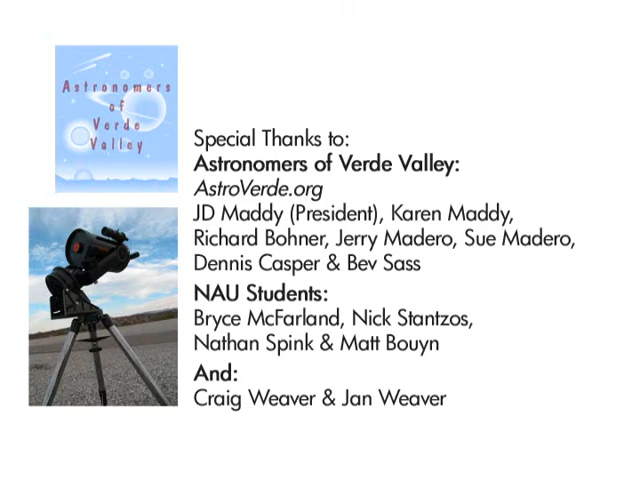 Astronomers
of
Verde
Valley
Special Thanks to:
Astronomers of Verde Valley:
AstroVerde.org
JD Maddy (President), Karen Maddy,
Richard Bohner, Jerry Madero, Sue Madero,
Dennis Casper & Bev Sass
NAU Students:
Bryce McFarland, Nick Stantzos,
Nathan Spink & Matt Bouyn
And:
Craig Weaver & Jan Weaver